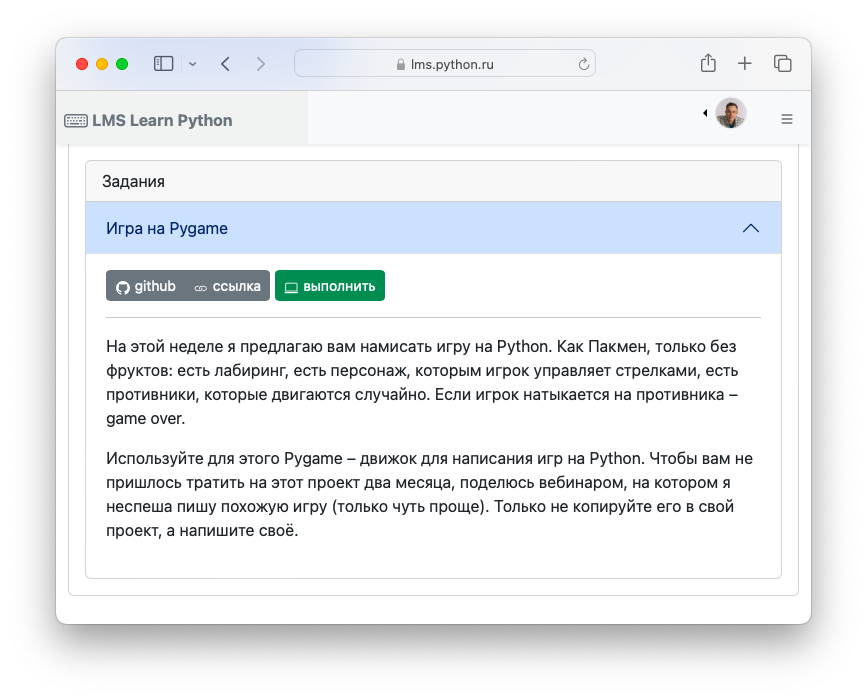 lms.python.ru
LMS Learn Python
Задания
Игра на Pygame
github ссылка выполнить
На этой неделе я предлагаю вам намисать игру на Python. Как Пакмен, только без
фруктов: есть лабиринг, есть персонаж, которым игрок управляет стрелками, есть
противники, которые двигаются случайно. Если игрок натыкается на противника –
game over.
Используйте для этого Pygame – движок для написания игр на Python. Чтобы вам не
пришлось тратить на этот проект два месяца, поделюсь вебинаром, на котором я
неспеша пишу похожую игру (только чуть проще). Только не копируйте его в свой
проект, а напишите своё.